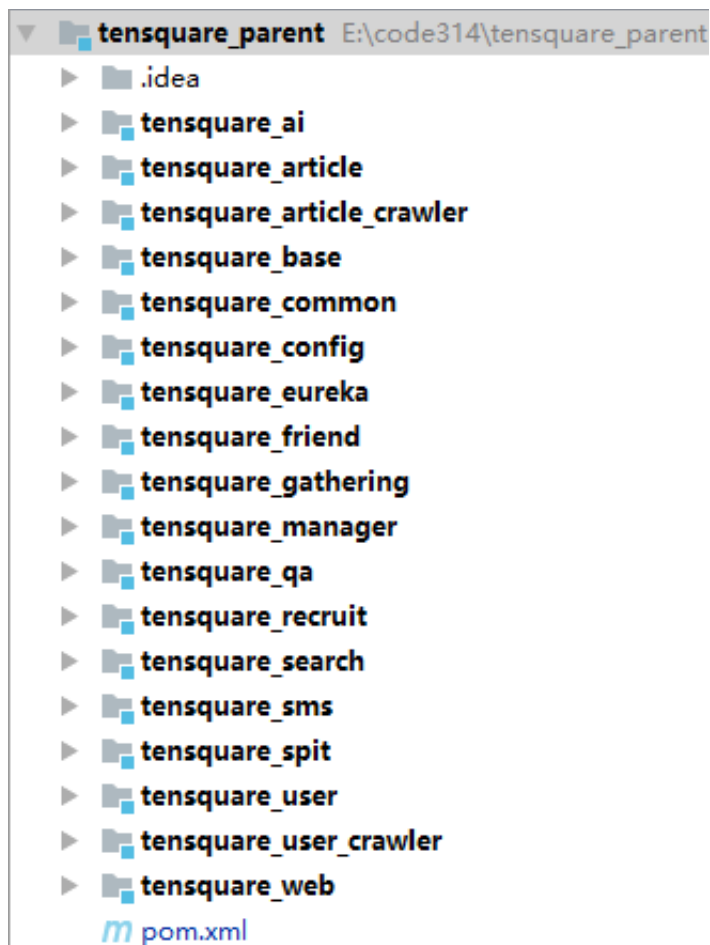 tensquare_parent E:\code314\tensquare_parent
.idea
tensquare_ai
tensquare_article
tensquare_article_crawler
tensquare_base
tensquare_common
tensquare_config
tensquare_eureka
tensquare_friend
tensquare_gathering
tensquare_manager
tensquare_qa
tensquare_recruit
tensquare_search
tensquare_sms
tensquare_spit
tensquare_user
tensquare_user_crawler
tensquare_web
m pom.xml